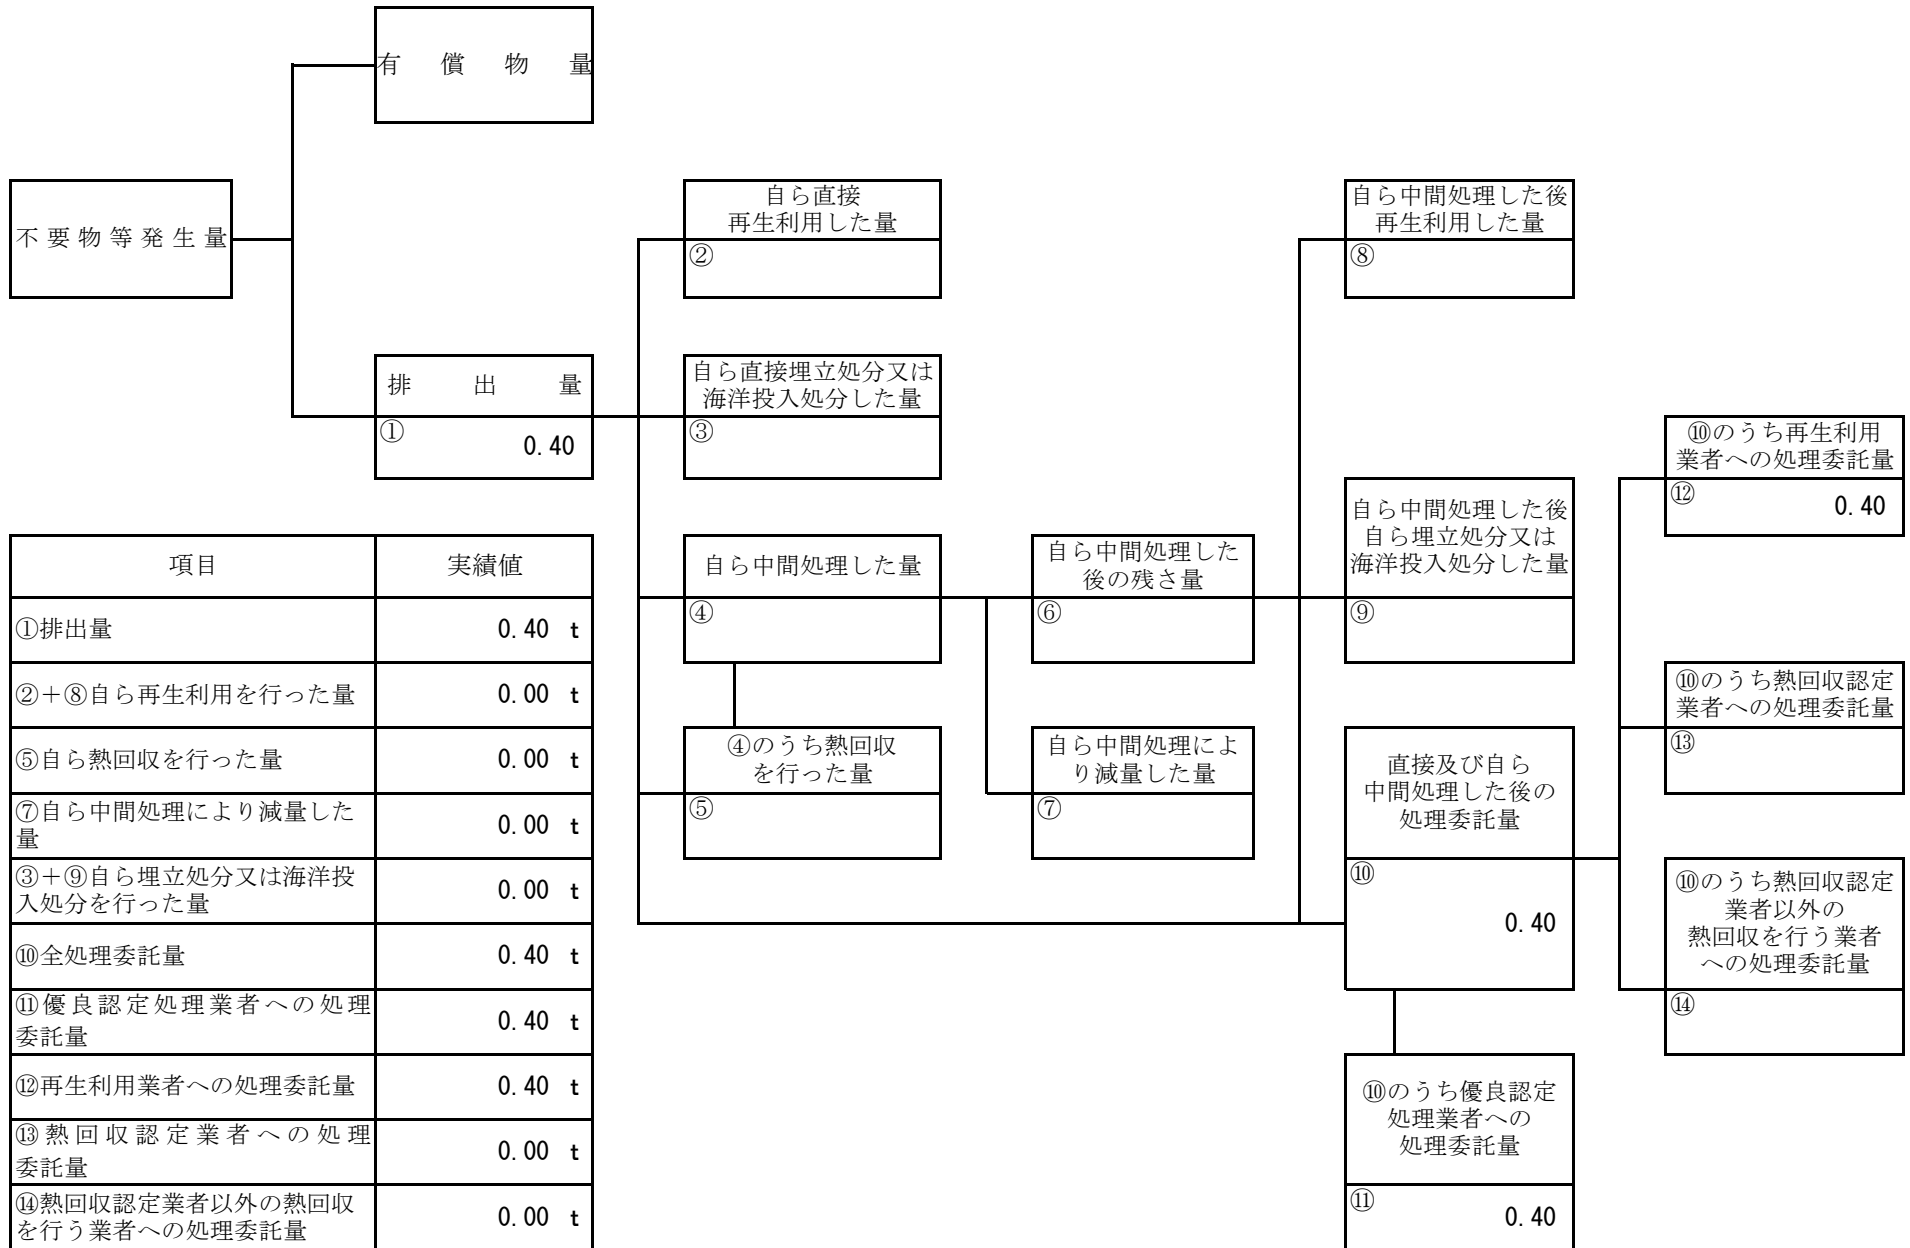 有償物量
不要物等発生量
排出量
①
0.40
自ら直接
再生利用した量
②
自ら直接埋立処分又は
海洋投入処分した量
③
自ら中間処理した量
④
④のうち熱回収
を行った量
⑤
自ら中間処理した
後の残さ量
⑥
自ら中間処理によ
り減量した量
⑦
自ら中間処理した後
再生利用した量
⑧
自ら中間処理した後
自ら埋立処分又は
海洋投入処分した量
⑨
直接及び自ら
中間処理した後の
処理委託量
⑩
0.40
⑩のうち優良認定
処理業者への
処理委託量
⑪
0.40
⑩のうち再生利用
業者への処理委託量
⑫
0.40
⑩のうち熱回収認定
業者への処理委託量
⑬
⑩のうち熱回収認定
業者以外の
熱回収を行う業者
への処理委託量
⑭
項目 実績値
①排出量 0.40 t
②＋⑧自ら再生利用を行った量 0.00 t
⑤自ら熱回収を行った量 0.00 t
⑦自ら中間処理により減量した
量 0.00 t
③＋⑨自ら埋立処分又は海洋投
入処分を行った量 0.00 t
⑩全処理委託量 0.40 t
⑪優良認定処理業者への処理
委託量 0.40 t
⑫再生利用業者への処理委託量 0.40 t
⑬熱回収認定業者への処理
委託量 0.00 t
⑭熱回収認定業者以外の熱回収
を行う業者への処理委託量 0.00 t